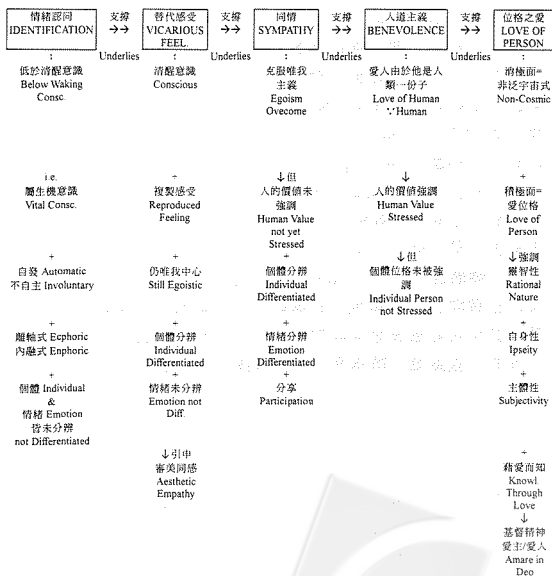 情緒認同
IDENTIFICATION
支撐
→→
Underlies
替代感受
VICARIOUS
FEEL.
支撐
→→
Underlies
同情
SYMPATHY
支撐
→→
Underlies
人道主義
BENEVOLENCE
支撐
→→
Underlies
位格之愛
LOVE OF
PERSON
:
低於清醒意識
Below Waking
Consc.
i.e.
屬生機意識
Vital Consc.
+
自發 Automatic
不自主 Involuntary
+
離軸式 Ecphoric
內融式 Enphoric
+
個體 Individual
&
情緒 Emotion
皆未分辨
not Differentiated
:
清醒意識
Conscious
+
複製感受
Reproduced
Feeling
+
仍唯我中心
Still Egoistic
+
個體分辨
Individual
Differentiated
+
情緒未分辨
Emotion not
Diff.
↓引申
審美同感
Aesthetic
Empathy
:
克服唯我
主義
Egoism
Ovecome
↓但
人的價值未
強調
Human Value
not yet
Stressed
+
個體分辨
Individual
Differentiated
+
情緒分辨
Emotion
Differentiated
+
分享
Participation
:
愛人由於他是人
類一份子
Love of Human
∵Human
↓
人的價值強調
Human Value
Stressed
↓但
個體位格未被強
調
Individual Person
not Stressed
:
消極面=
非泛宇宙式
Non-Cosmic
+
積極面=
愛位格
Love of
Person
↓強調
靈智性
Rational
Nature
+
自身性
Ipseity
+
主體性
Subjectivity
+
藉愛而知
Knowl.
Through
Love
↓
基督精神
愛主/愛人
Amare in
Deo